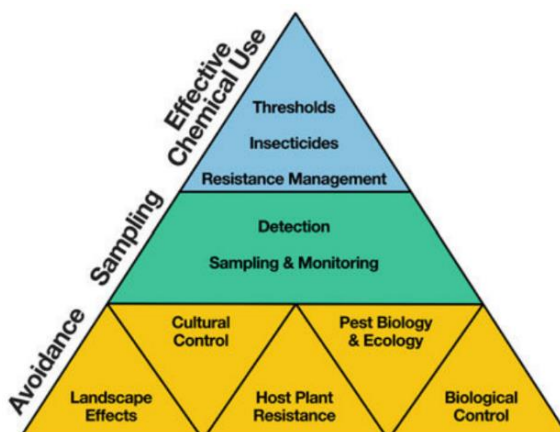 Effective
Chemical Use
Thresholds
Insecticides
Resistance Management
Sampling
Detection
Sampling & Monitoring
Avoidance
Cultural
Control
Pest Biology
& Ecology
Landscape
Effects
Host Plant
Resistance
Biological
Control